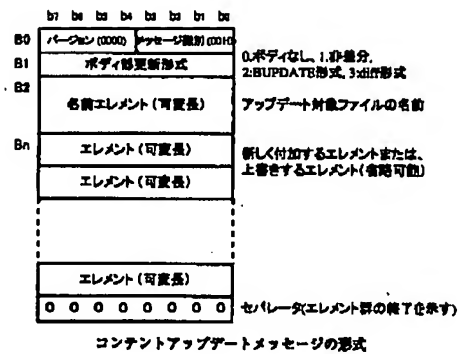 b7 b6 b5 b4 b3 b2 b1 b0
B0 バージョン (0000) メッセージ識別 (0010)
B1 ボディ部更新形式
0.ボディなし, 1.非差分,
2:BUPDATE形式, 3:diff形式
B2
名前エレメント (可変長)
アップデート対象ファイルの名前
Bn
エレメント (可変長)
新しく付加するエレメントまたは、
エレメント (可変長)
上書きするエレメント(省略可能)
エレメント (可変長)
0 0 0 0 0 0 0 0
セパレータ(エレメント群の終了を示す)
コンテントアップデートメッセージの形式